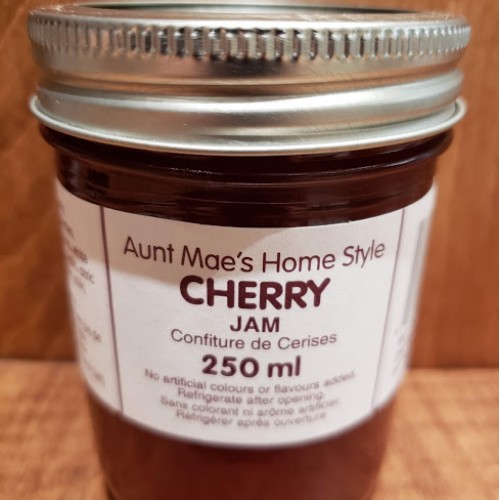 Aunt Mae's Home Style
CHERRY
JAM
Confiture de Cerises
250 ml
No artificial colours or flavours added.
Refrigerate after opening.
Sans colorant ni arôme artificiel.
Réfrigérer après ouverture